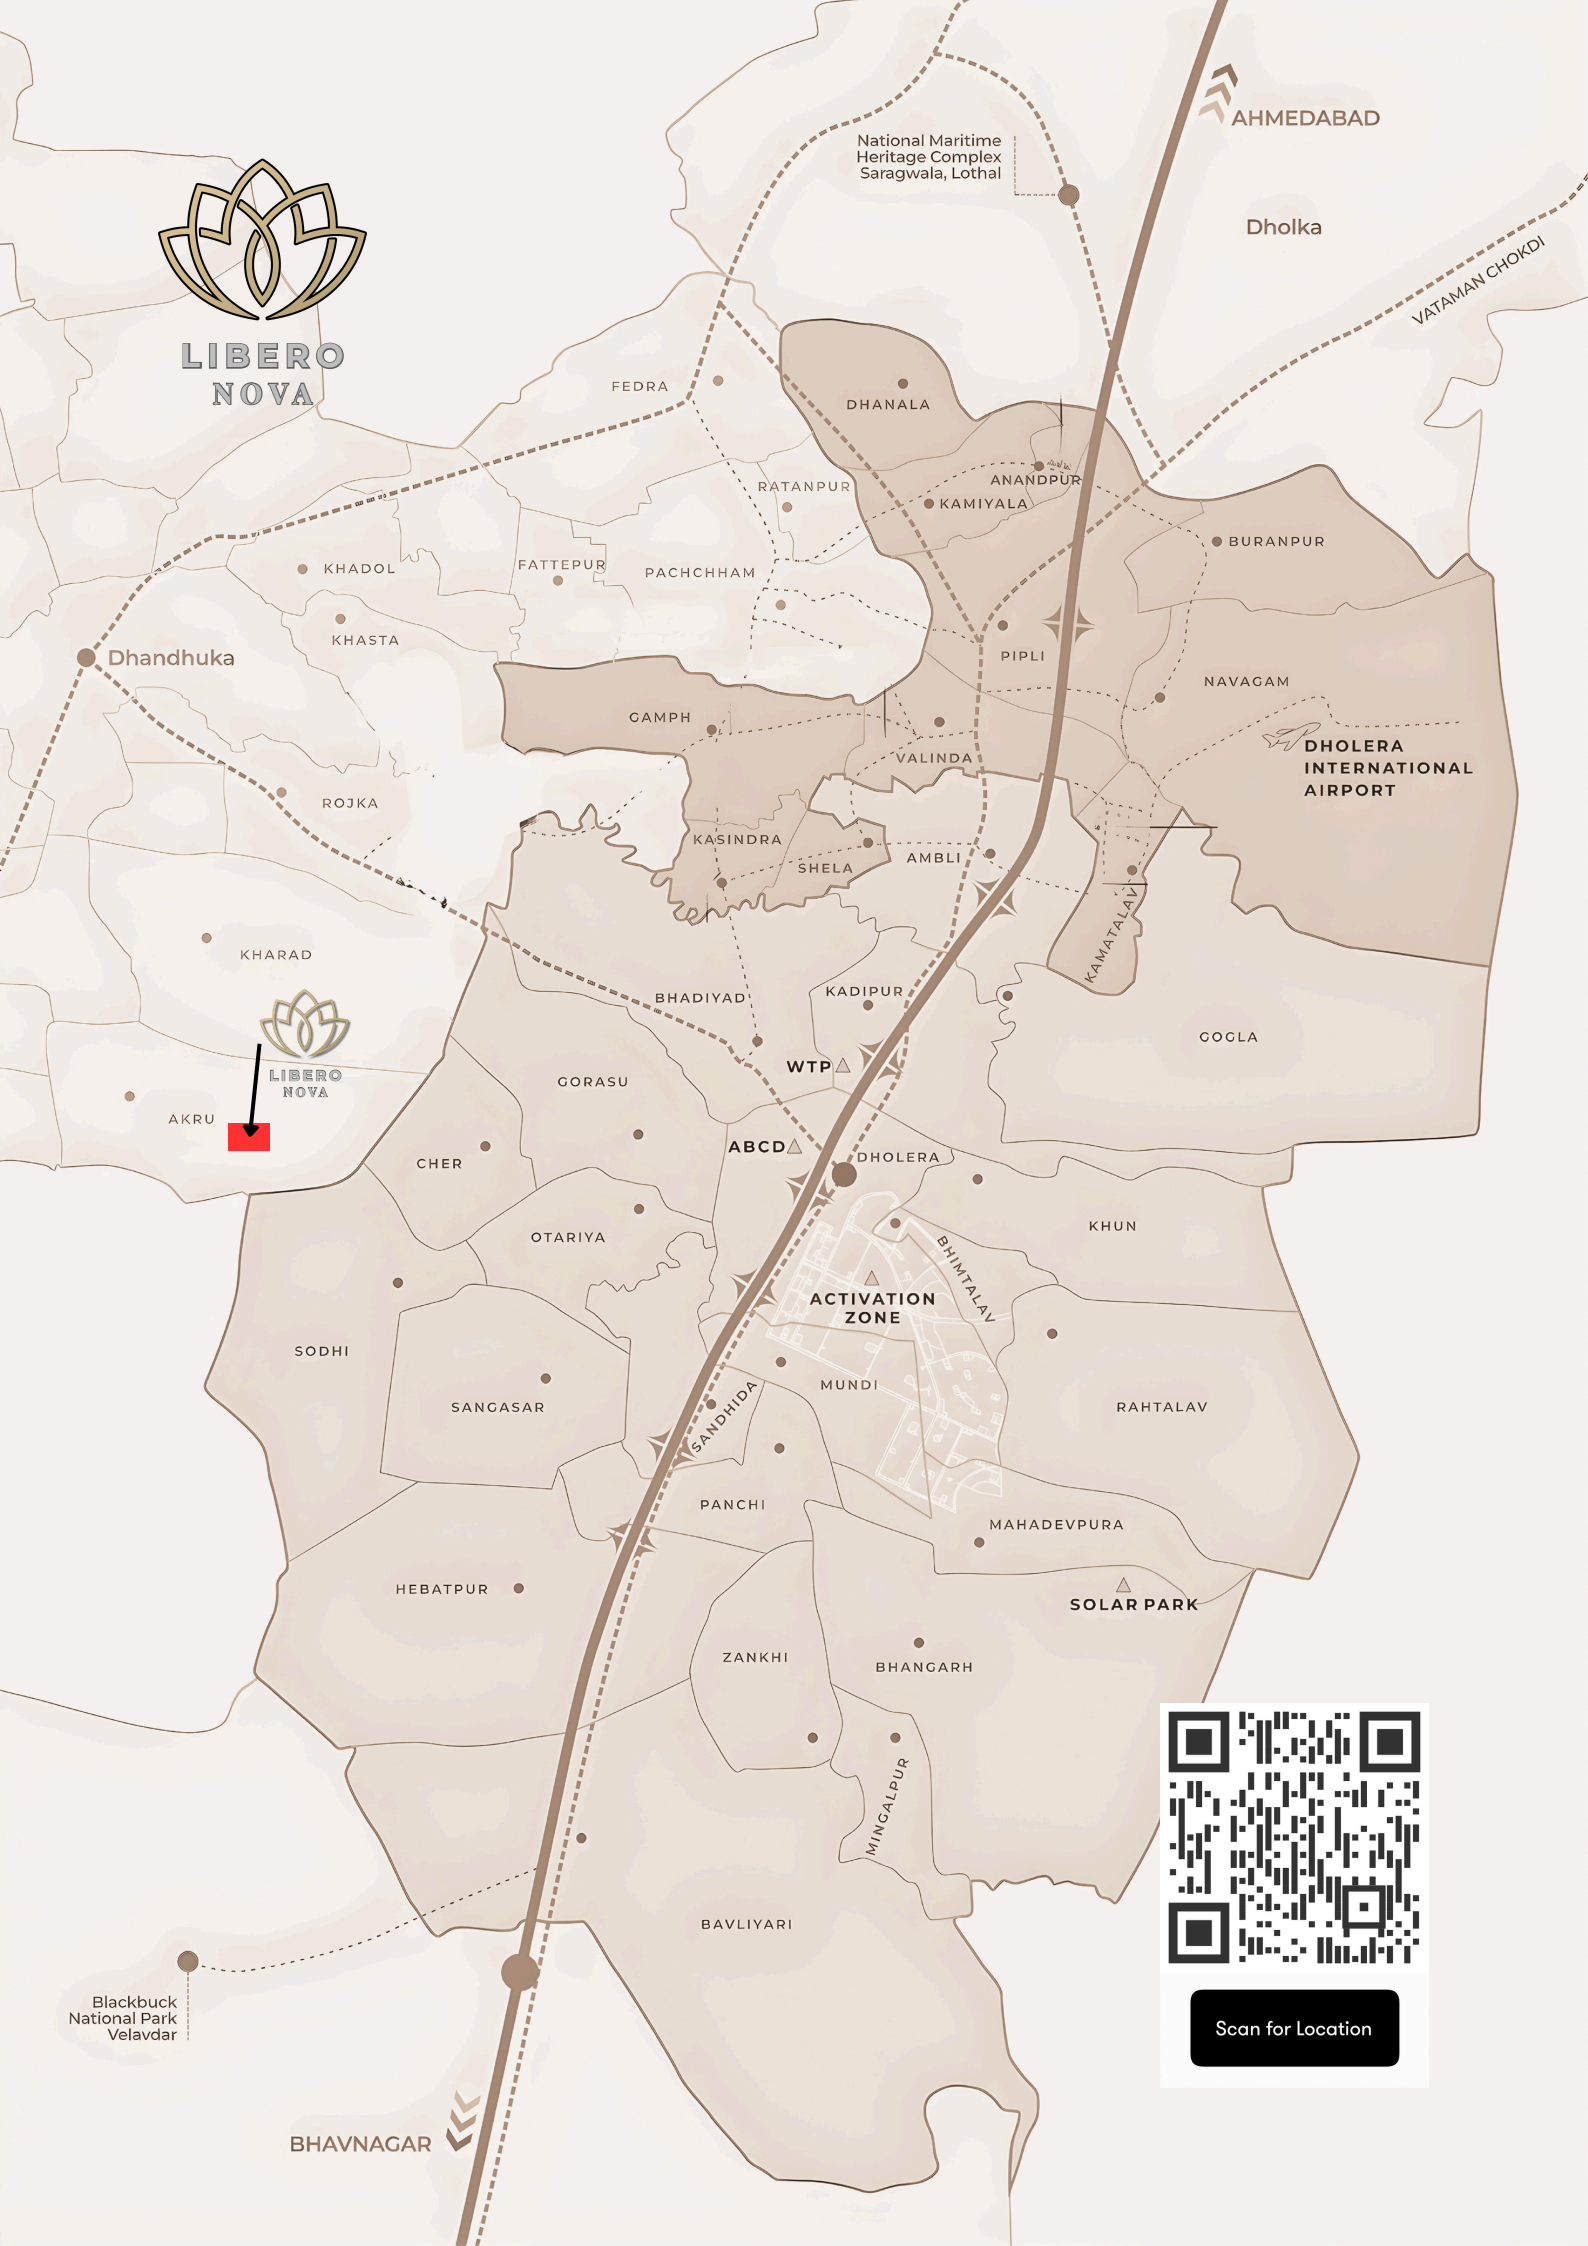 AHMEDABAD
National Maritime
Heritage Complex
Saragwala, Lothal
Dholka
VATAMAN CHOKDI
LIBERO
NOVA
FEDRA
DHANALA
RATANPUR
ANANDPUR
KAMIYALA
BURANPUR
KHADOL
FATTEPUR
PACHCHHAM
KHASTA
Dhandhuka
PIPLI
NAVAGAM
GAMPH
VALINDA
DHOLERA
INTERNATIONAL
AIRPORT
ROJKA
KASINDRA
SHELA
AMBLI
KAMATALAV
KHARAD
BHADIYAD
KADIPUR
GOGLA
WTP
LIBERO
NOVA
GORASU
AKRU
ABCD
DHOLERA
CHER
OTARIYA
KHUN
BHIMTALAV
ACTIVATION
ZONE
SODHI
SANGASAR
SANDHIDA
MUNDI
RAHTALAV
PANCHI
MAHADEVPURA
HEBATPUR
SOLAR PARK
ZANKHI
BHANGARH
MINGALPUR
BAVLIYARI
Blackbuck
National Park
Velavdar
Scan for Location
BHAVNAGAR